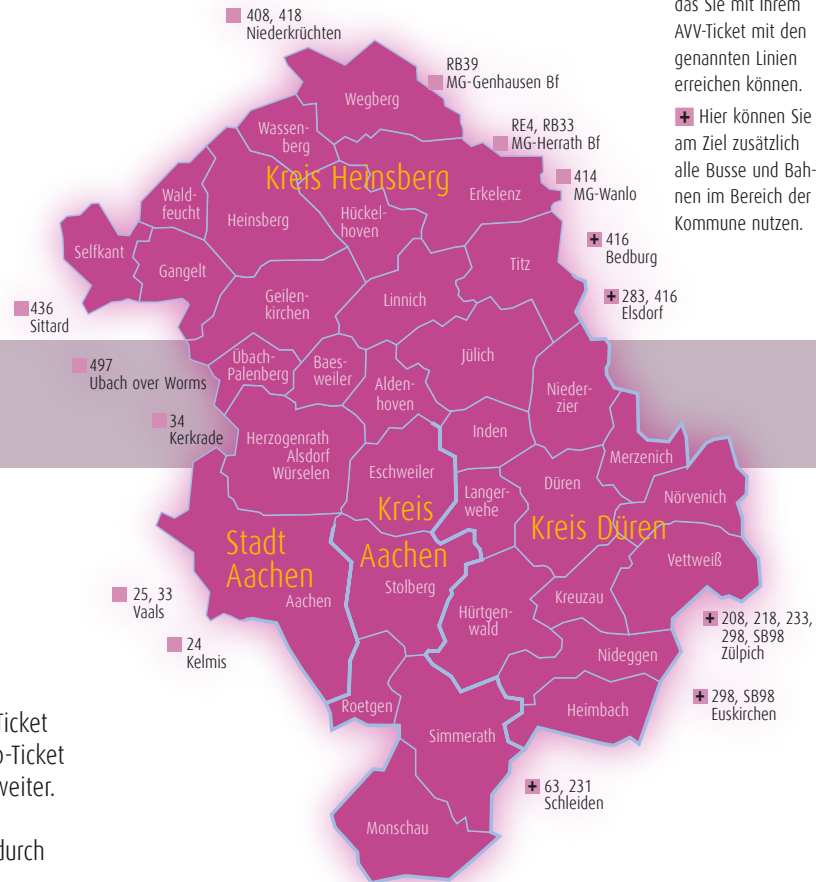 das Sie mit Ihrem
AVV-Ticket mit den
genannten Linien
erreichen können.
+ Hier können Sie
am Ziel zusätzlich
alle Busse und Bah-
nen im Bereich der
Kommune nutzen.
408, 418
Niederkrüchten
RB39
MG-Genhausen Bf
Wegberg
RE4, RB33
MG-Herrath Bf
Wassen-
berg
Kreis Heinsberg
414
MG-Wanlo
Wald-
feucht
Heinsberg
Hückel-
hoven
Erkelenz
+ 416
Bedburg
Selfkant
Gangelt
Titz
Geilen-
kirchen
Linnich
+ 283, 416
Elsdorf
436
Sittard
497
Ubach over Worms
Übach-
Palenberg
Baes-
weiler
Alden-
hoven
Jülich
Nieder-
zier
34
Kerkrade
Herzogenrath
Alsdorf
Würselen
Inden
Merzenich
Eschweiler
Langer-
wehe
Düren
Nörvenich
Kreis
Aachen
Kreis Düren
Stadt
Aachen
Aachen
Stolberg
Vettweiß
Hürtgen-
wald
Kreuzau
25, 33
Vaals
24
Kelmis
+ 208, 218, 233,
298, SB98
Zülpich
Nideggen
+ 298, SB98
Euskirchen
Roetgen
Simmerath
Heimbach
Ticket
-Ticket
weiter.
+ 63, 231
Schleiden
Monschau
durch